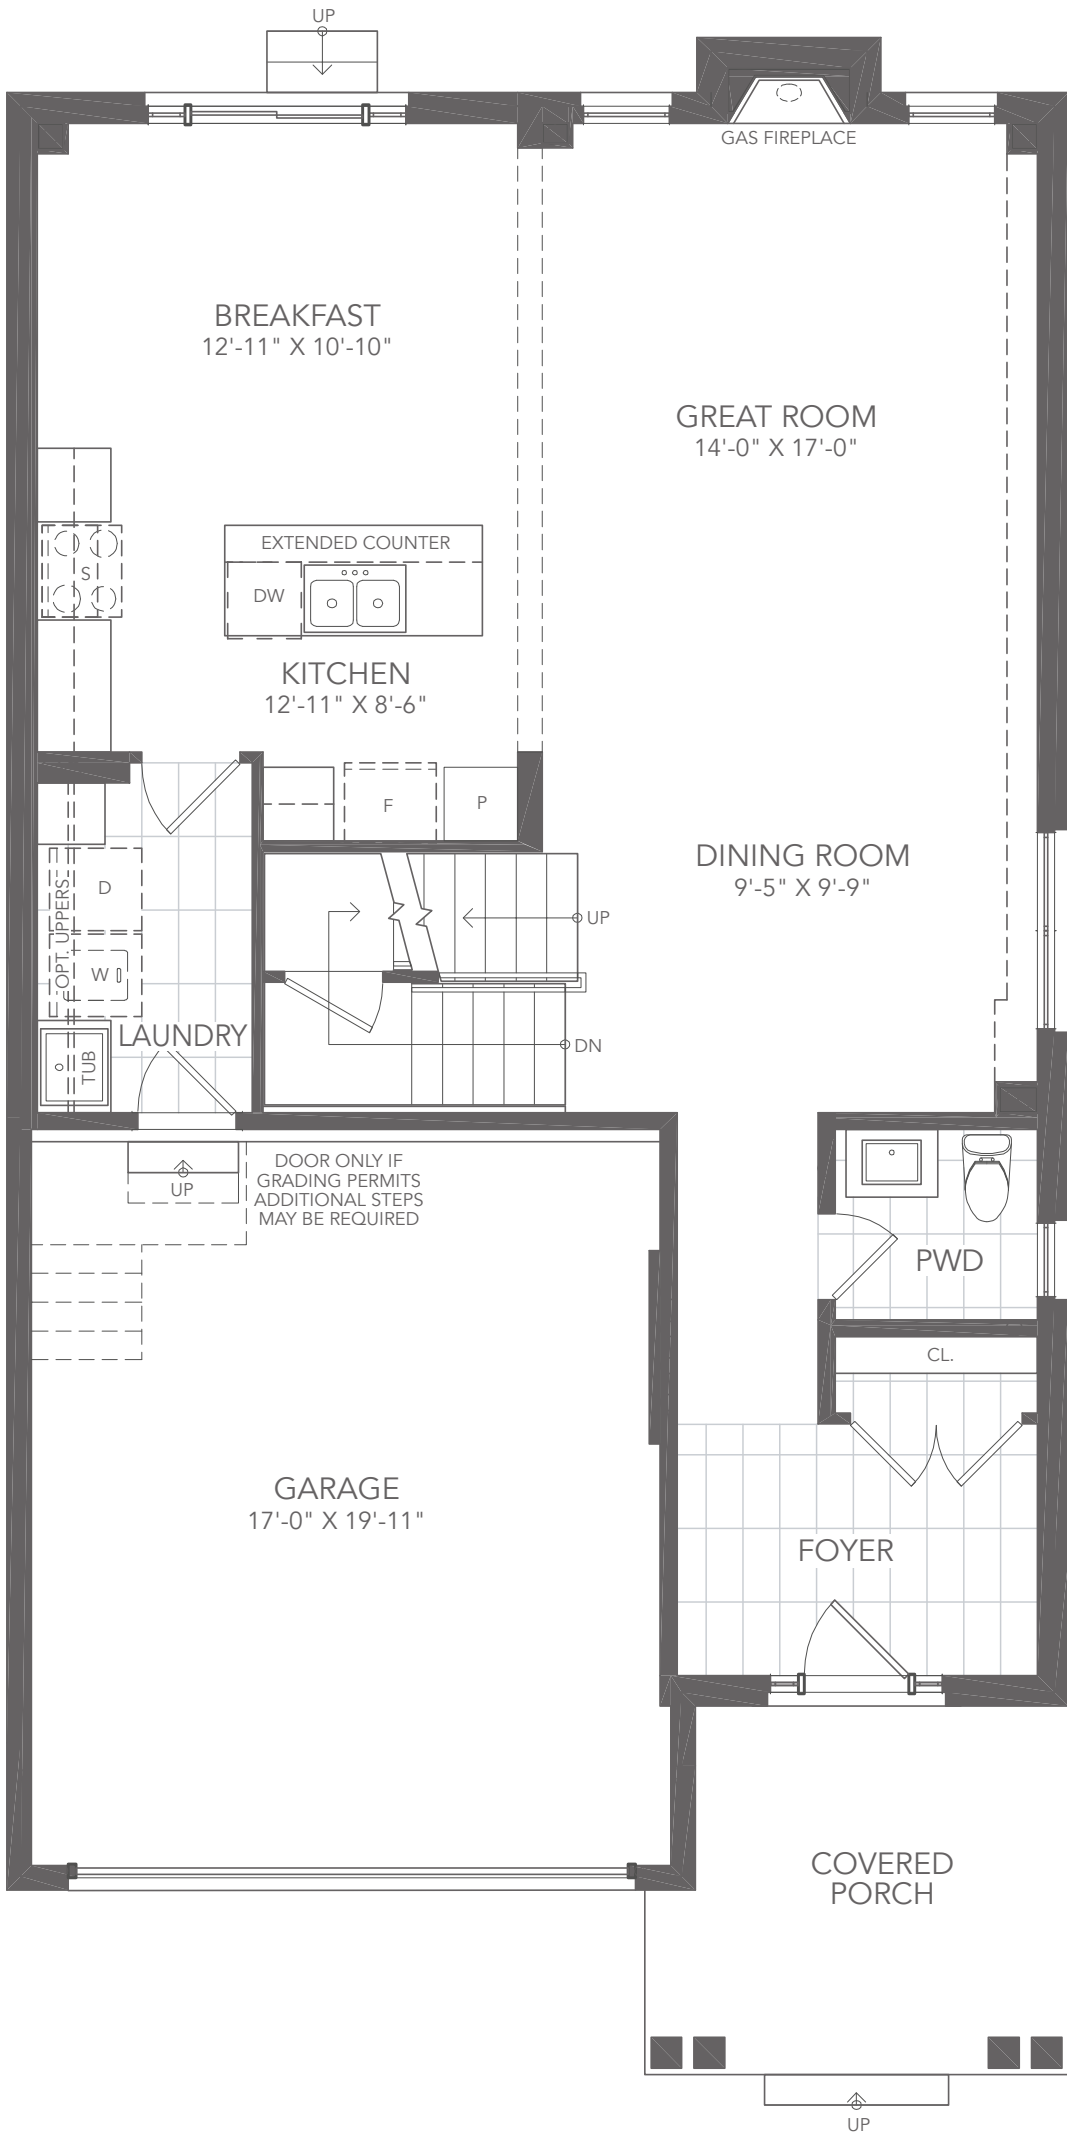 UP
GAS FIREPLACE
BREAKFAST
12'-11" X 10'-10"
GREAT ROOM
14'-0" X 17'-0"
EXTENDED COUNTER
S
DW
KITCHEN
12'-11" X 8'-6"
F
P
DINING ROOM
9'-5" X 9'-9"
D
OPT. UPPERS
W
UP
LAUNDRY
TUB
DN
DOOR ONLY IF
GRADING PERMITS
ADDITIONAL STEPS
MAY BE REQUIRED
UP
PWD
CL.
GARAGE
17'-0" X 19'-11"
FOYER
COVERED
PORCH
UP